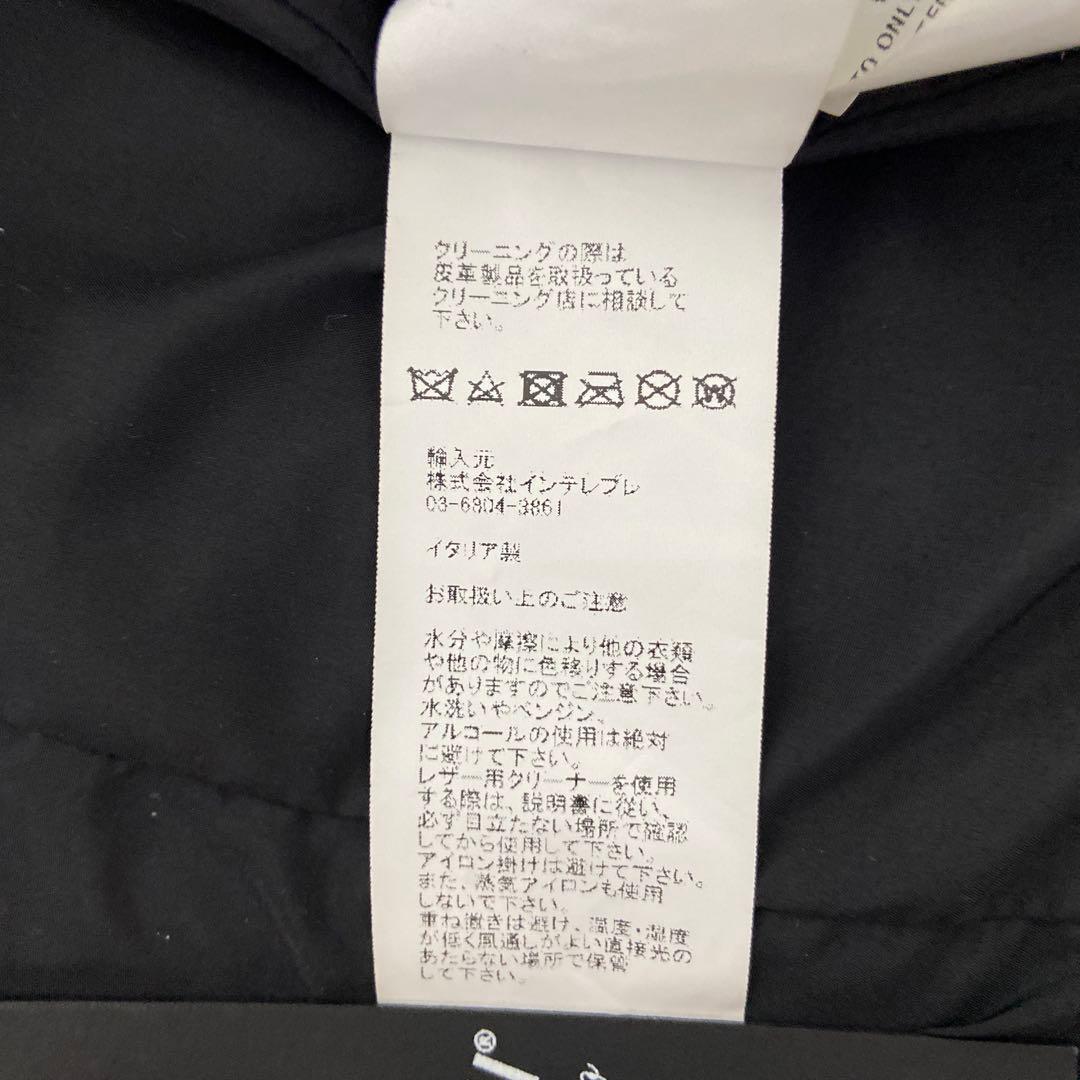 TO ONL
クリーニングの際は
皮革製品を取扱っている
クリーニング店に相談して
下さい。
W
輸入元
株式会社インテレプレ
03-6804-3861
イタリア製
お取扱い上のご注意
水分や摩擦により他の衣類
や他の物に色移りする場合
がありますのでご注意下さい。
水洗いやベンジン、
アルコールの使用は絶対
に避けて下さい。
レザー用クリーナーを使用
する際は、説明書に従い、
必ず目立たない場所で確認
してから使用して下さい。
アイロン掛けは避けて下さい。
また、蒸気アイロンも使用
しないで下さい。
重ね置きは避け、温度・湿度
が低く風通しがよい直接光の
あたらない場所で保管
して下さい。
®